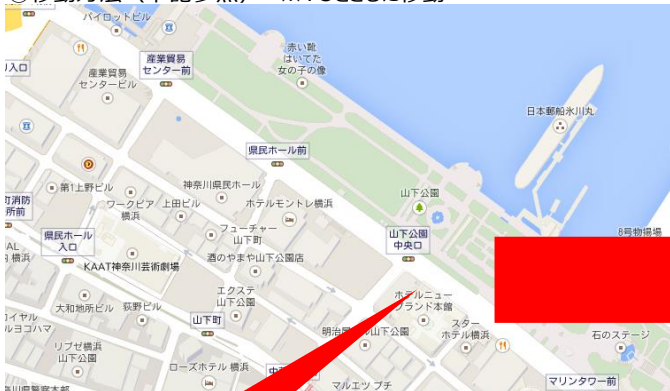 パイロットビル
産業貿易
センター前
赤い靴
はいてた
女の子の像
入口
産業貿易
センタービル
日本郵船氷川丸
県民ホール前
第1上野ビル
神奈川県民ホール
ワークピア
横浜
上田ビル
ホテルモントレ横浜
山下公園
町消防
所前
県民ホール
入口
フューチャー
山下町
山下公園
中央口
8号物揚場
KAAT神奈川芸術劇場
酒のやまや山下公園店
大和地所ビル
荻野ビル
エクステ
山下公園
ホテルニュー
グランド本館
山下町
スター
ホテル横浜
石のステージ
リブゼ横浜
山下公園
ローズホテル 横浜
マルエツ プチ
マリンタワー前